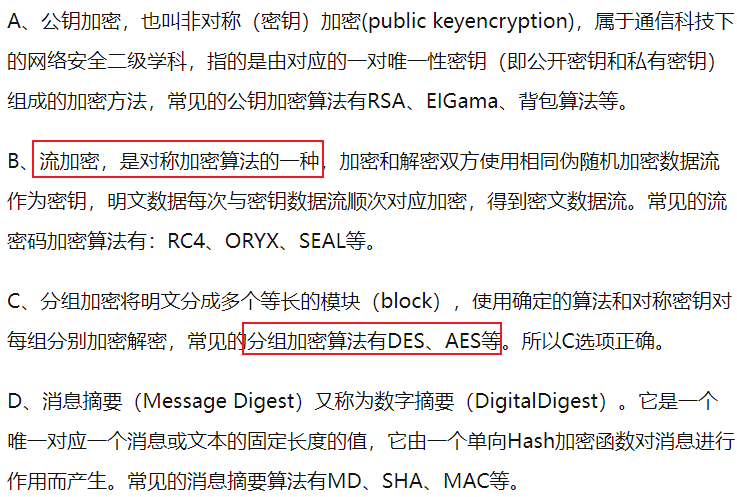 A、公钥加密，也叫非对称（密钥）加密(public keyencryption)，属于通信科技下
的网络安全二级学科，指的是由对应的一对唯一性密钥（即公开密钥和私有密钥）
组成的加密方法，常见的公钥加密算法有RSA、ElGama、背包算法等。
B、流加密，是对称加密算法的一种，加密和解密双方使用相同伪随机加密数据流
作为密钥，明文数据每次与密钥数据流顺次对应加密，得到密文数据流。常见的流
密码加密算法有：RC4、ORYX、SEAL等。
C、分组加密将明文分成多个等长的模块（block），使用确定的算法和对称密钥对
每组分别加密解密，常见的分组加密算法有DES、AES等。所以C选项正确。
D、消息摘要（Message Digest）又称为数字摘要（DigitalDigest）。它是一个
唯一对应一个消息或文本的固定长度的值，它由一个单向Hash加密函数对消息进行
作用而产生。常见的消息摘要算法有MD、SHA、MAC等。